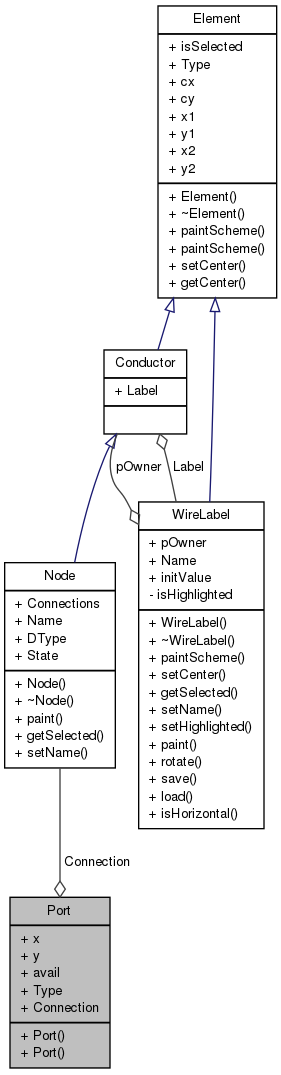 Element
+ isSelected
+ Type
+ cx
+ cy
+ x1
+ y1
+ x2
+ y2
+ Element()
+ ~Element()
+ paintScheme()
+ paintScheme()
+ setCenter()
+ getCenter()
Conductor
+ Label
pOwner
Label
WireLabel
+ pOwner
+ Name
+ initValue
- isHighlighted
+ WireLabel()
+ ~WireLabel()
+ paintScheme()
+ setCenter()
+ getSelected()
+ setName()
+ setHighlighted()
+ paint()
+ rotate()
+ save()
+ load()
+ isHorizontal()
Node
+ Connections
+ Name
+ DType
+ State
+ Node()
+ ~Node()
+ paint()
+ getSelected()
+ setName()
Connection
Port
+ x
+ y
+ avail
+ Type
+ Connection
+ Port()
+ Port()